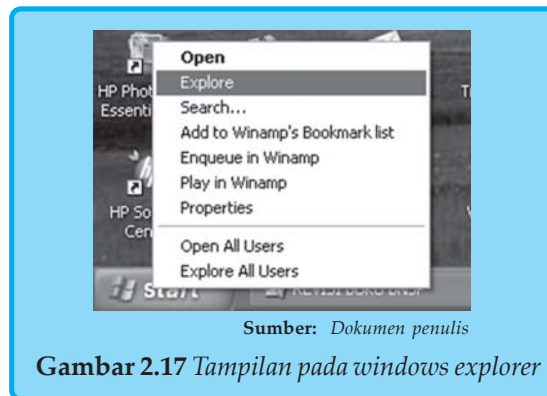 Open
HP Phot
Explore
Essenti
Search...
Add to Winamp's Bookmark list
Enqueue in Winamp
Play in Winamp
HP So
Properties
Cen
Open All Users
Explore All Users
Start
Sumber: Dokumen penulis
Gambar 2.17 Tampilan pada windows explorer